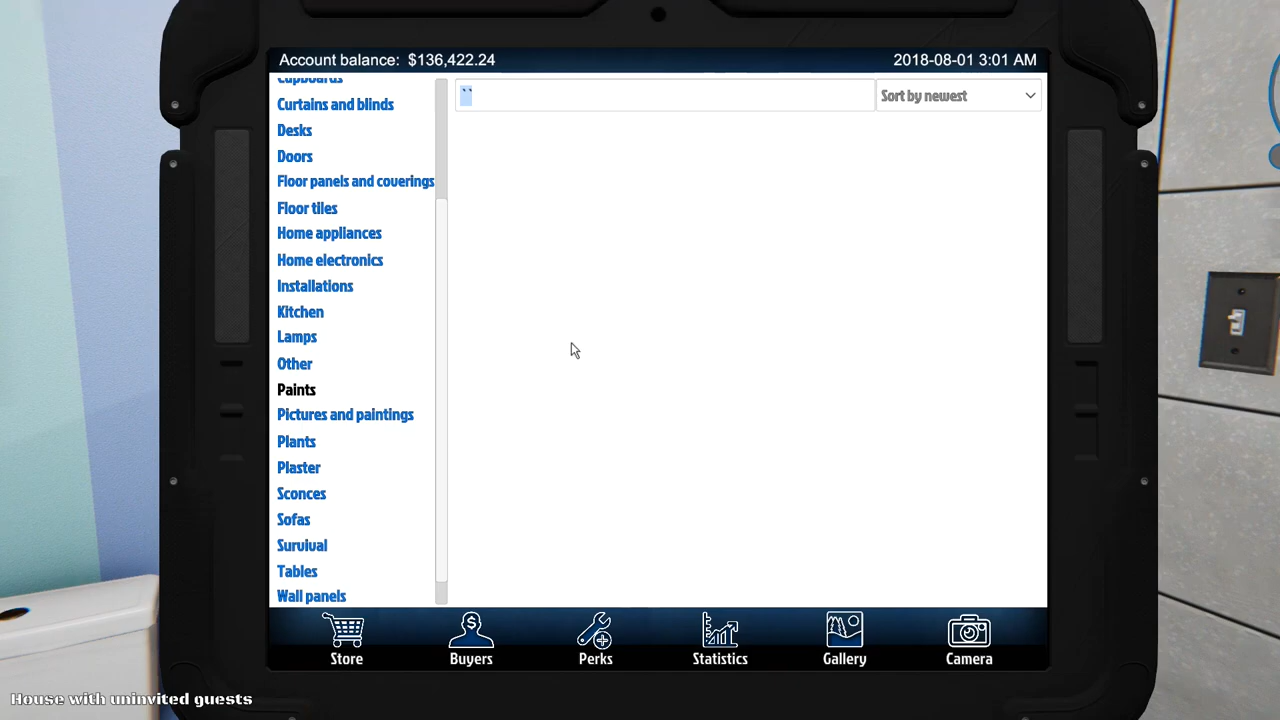 Account balance: $136,422.24
2018-08-01 3:01 AM
Cupboards
Curtains and blinds
Desks
Doors
Floor panels and coverings
Floor tiles
Home appliances
Home electronics
Installations
Kitchen
Lamps
Other
Paints
Pictures and paintings
Plants
Plaster
Sconces
Sofas
Survival
Tables
Wall panels
``
Sort by newest
Store
Buyers
Perks
Statistics
Gallery
Camera
House with uninvited guests